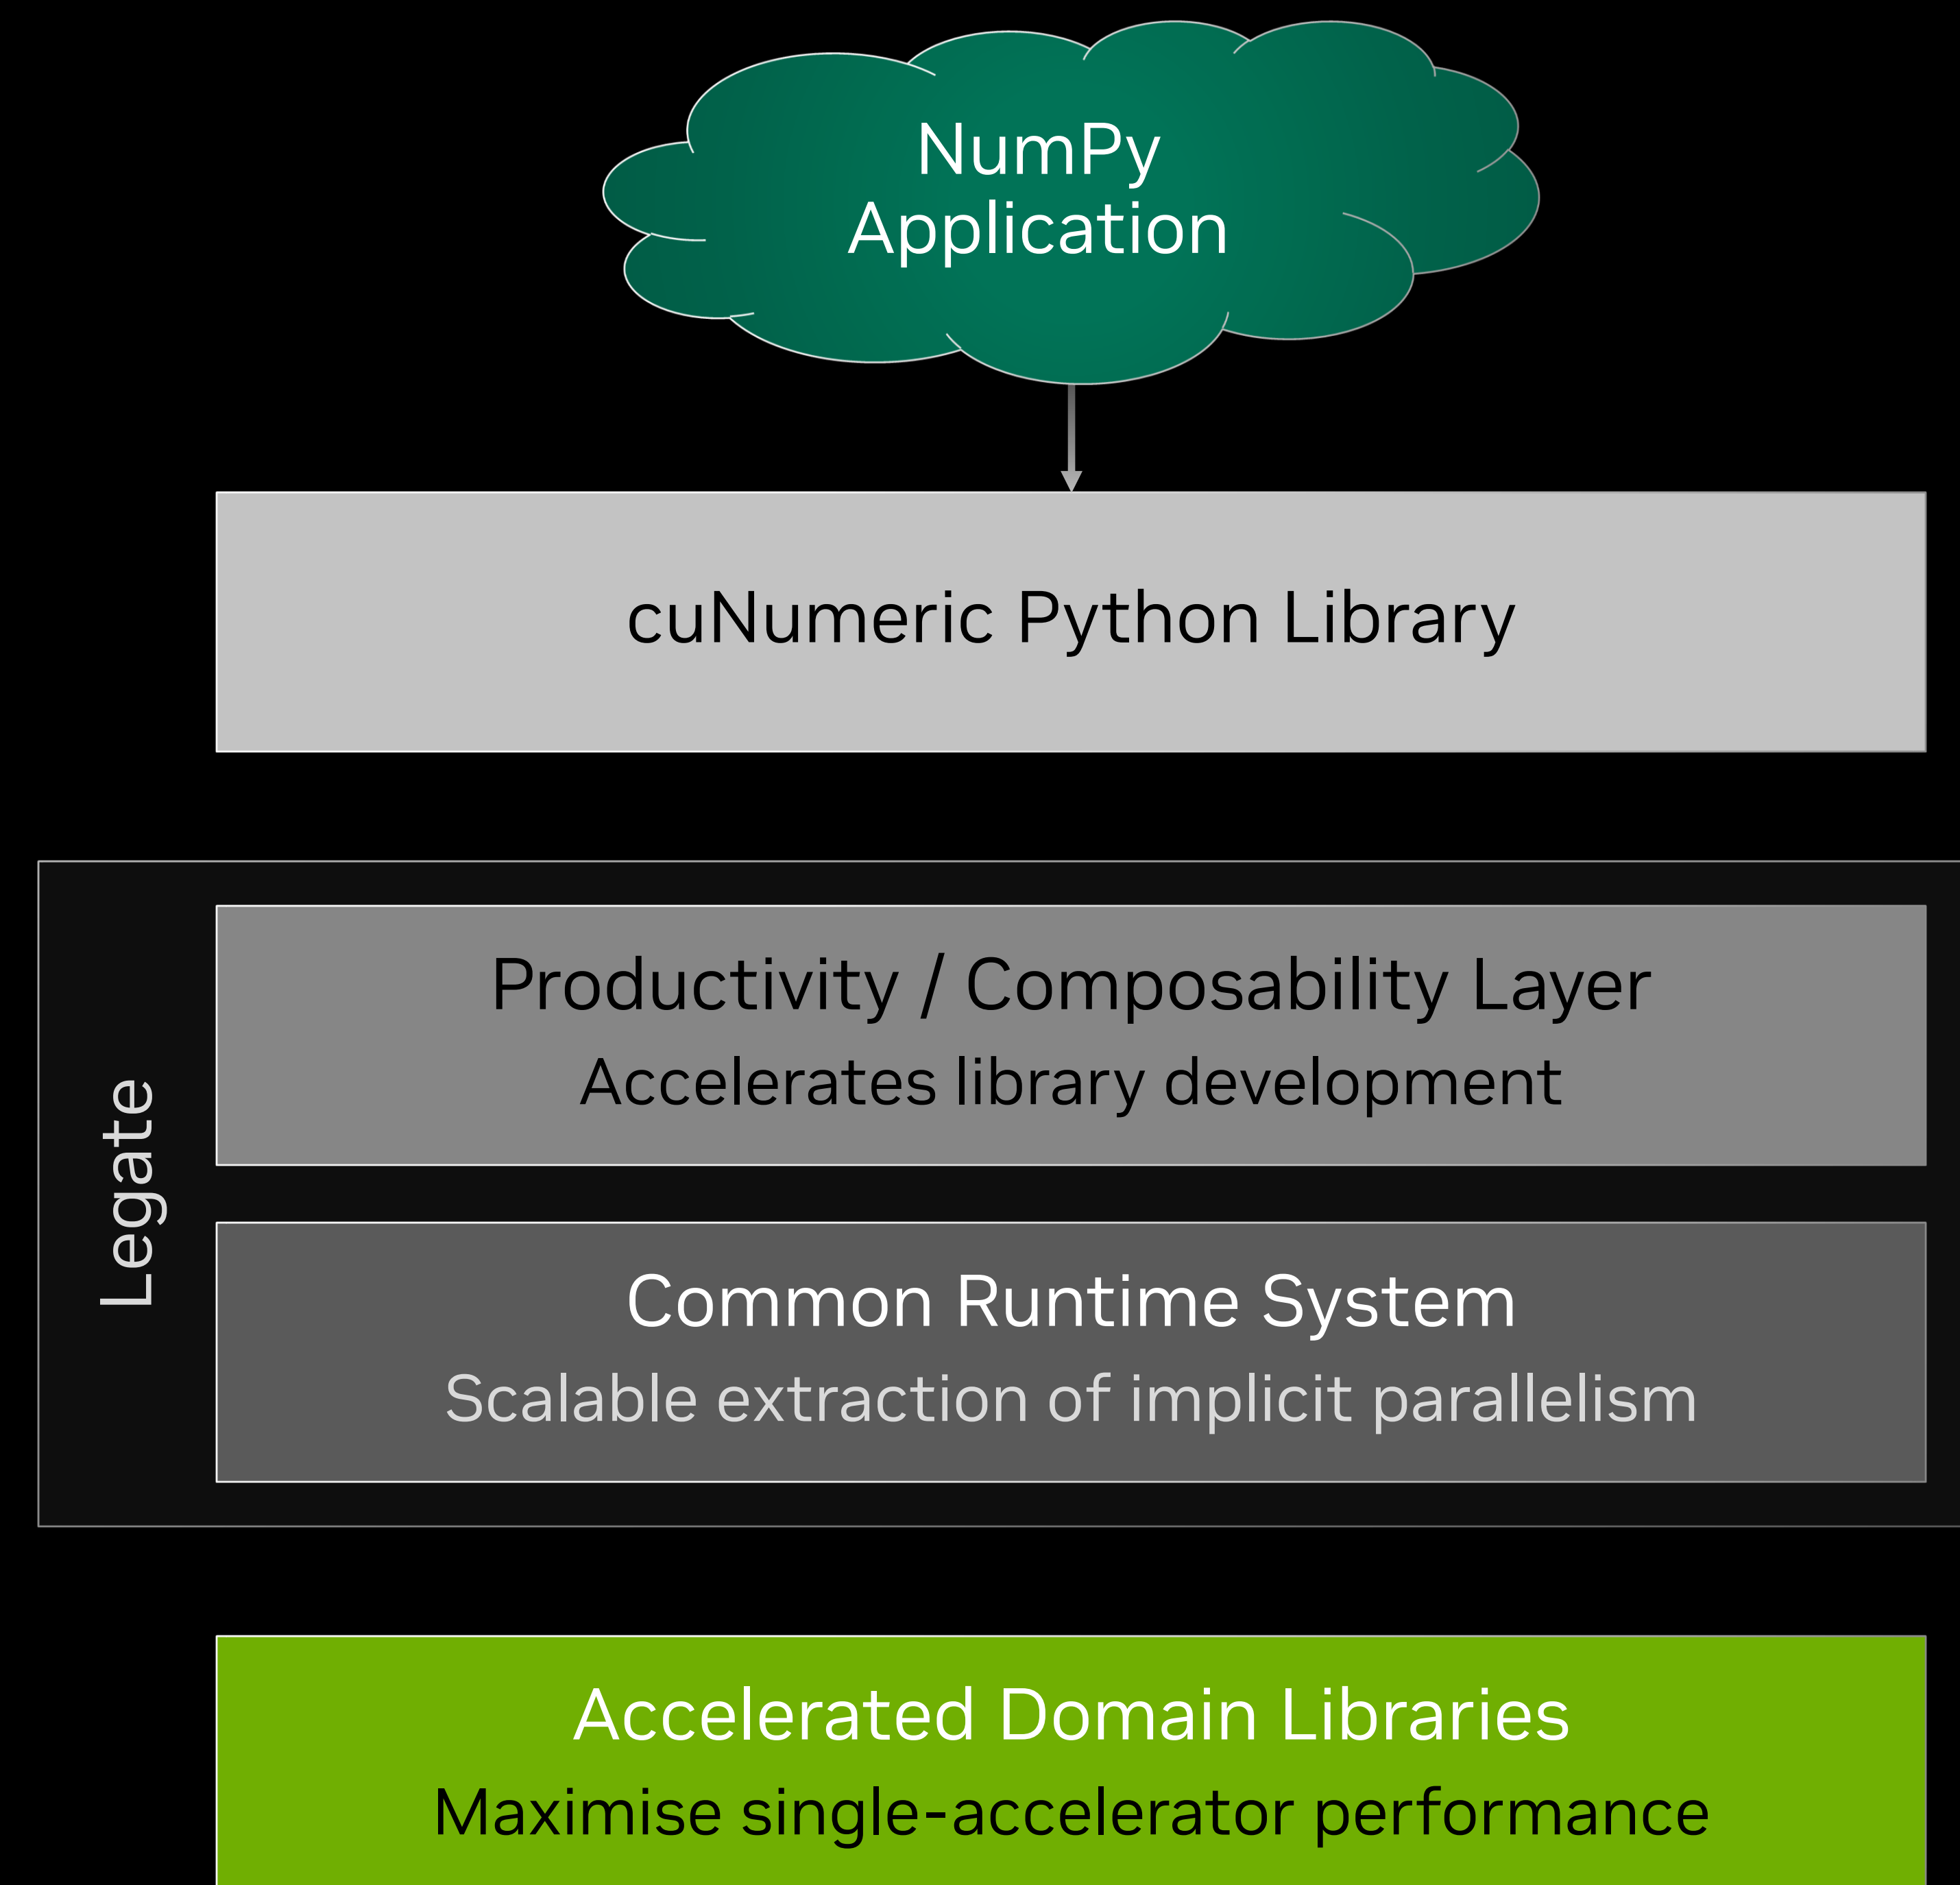 NumPy
Application
cuNumeric Python Library
Legate
Productivity / Composability Layer
Accelerates library development
Common Runtime System
Scalable extraction of implicit parallelism
Accelerated Domain Libraries
Maximise single-accelerator performance